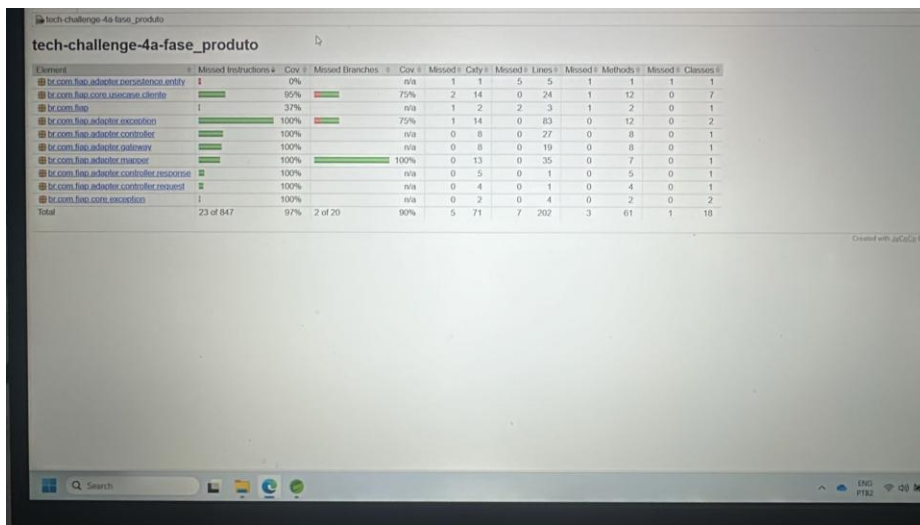 tech-challenge-4a-fase_produto
tech-challenge-4a-fase_produto
Element Missed Instructions Cov. Missed Branches Cov. Missed Cxty Missed Lines Missed Methods Missed Classes
br.com.fiap.adapter.persistence.entity 0% n/a 1 1 5 5 1 1 1 1
br.com.fiap.core.usecase.cliente 95% 75% 2 14 0 24 1 12 0 7
br.com.fiap 37% n/a 1 2 2 3 1 2 0 1
br.com.fiap.adapter.exception 100% 75% 1 14 0 83 0 12 0 2
br.com.fiap.adapter.controller 100% n/a 0 8 0 27 0 8 0 1
br.com.fiap.adapter.gateway 100% n/a 0 8 0 19 0 8 0 1
br.com.fiap.adapter.mapper 100% 100% 0 13 0 35 0 7 0 1
br.com.fiap.adapter.controller.response 100% n/a 0 5 0 1 0 5 0 1
br.com.fiap.adapter.controller.request 100% n/a 0 4 0 1 0 4 0 1
br.com.fiap.core.exception 100% n/a 0 2 0 4 0 2 0 2
Total 23 of 847 97% 2 of 20 90% 5 71 7 202 3 61 1 18
Created with JaCoCo
Search
ENG
PTB2